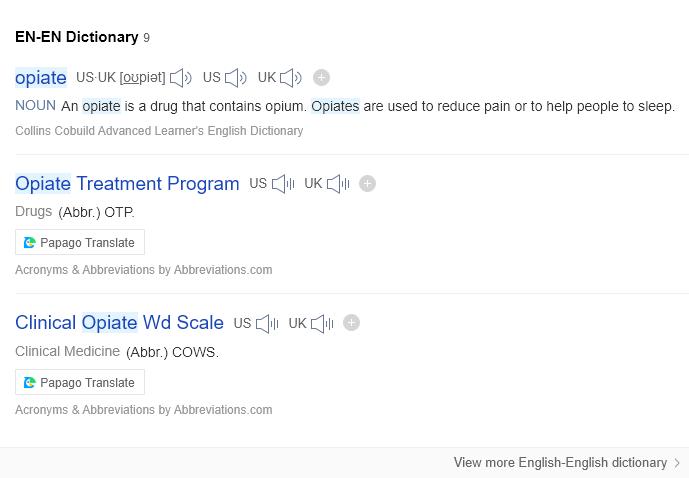 EN-EN Dictionary 9
opiate US·UK [oʊpiət] US UK
NOUN An opiate is a drug that contains opium. Opiates are used to reduce pain or to help people to sleep.
Collins Cobuild Advanced Learner's English Dictionary
Opiate Treatment Program US UK
Drugs (Abbr.) OTP.
Papago Translate
Acronyms & Abbreviations by Abbreviations.com
Clinical Opiate Wd Scale US UK
Clinical Medicine (Abbr.) COWS.
Papago Translate
Acronyms & Abbreviations by Abbreviations.com
View more English-English dictionary